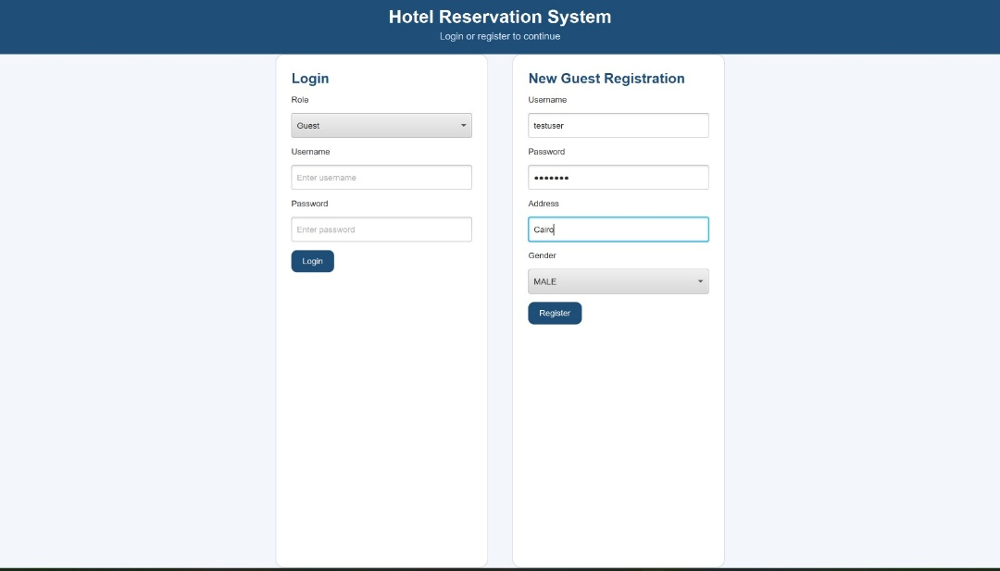 Hotel Reservation System
Login or register to continue
Login
Role
Guest
Username
Enter username
Password
Enter password
Login
New Guest Registration
Username
testuser
Password
•••••••
Address
Cairo
Gender
MALE
Register